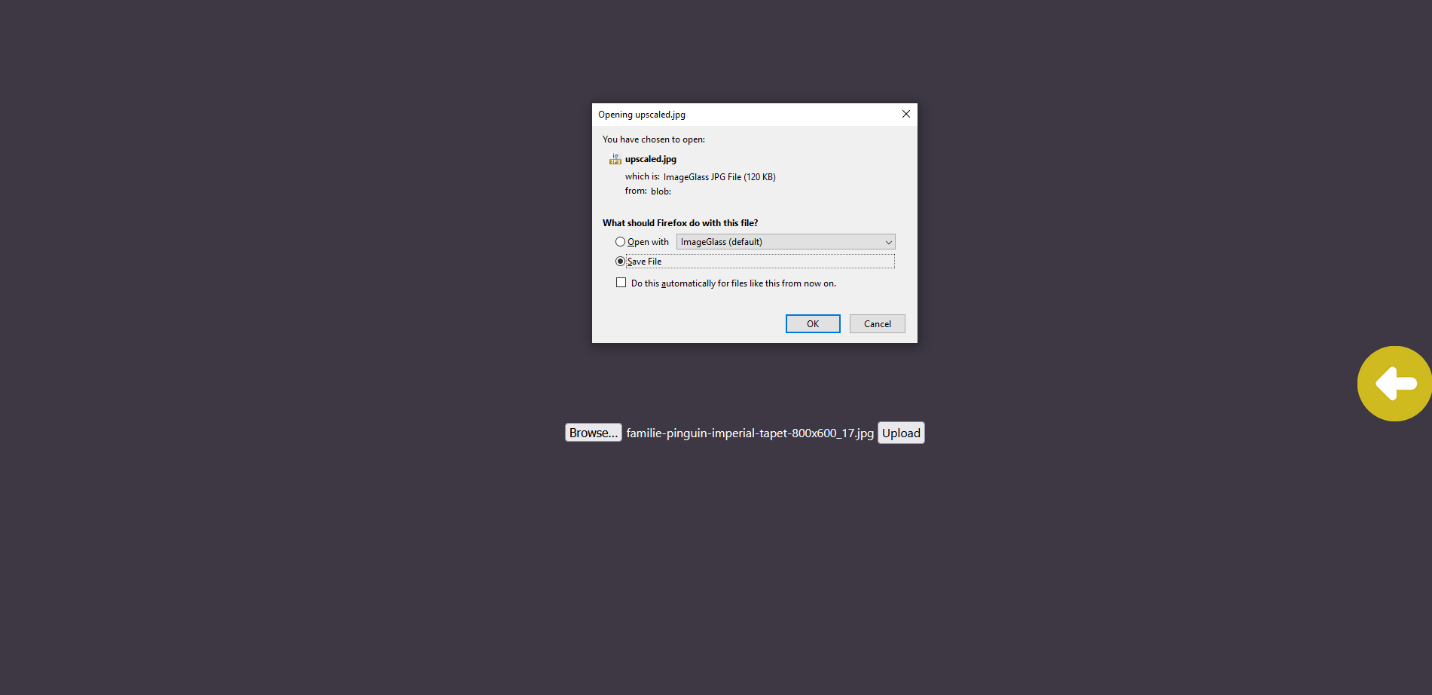 Opening upscaled.jpg
You have chosen to open:
upscaled.jpg
which is: ImageGlass JPG File (120 KB)
from: blob:
What should Firefox do with this file?
Open with ImageGlass (default)
Save File
Do this automatically for files like this from now on.
OK Cancel
Browse... familie-pinguin-imperial-tapet-800x600_17.jpg Upload